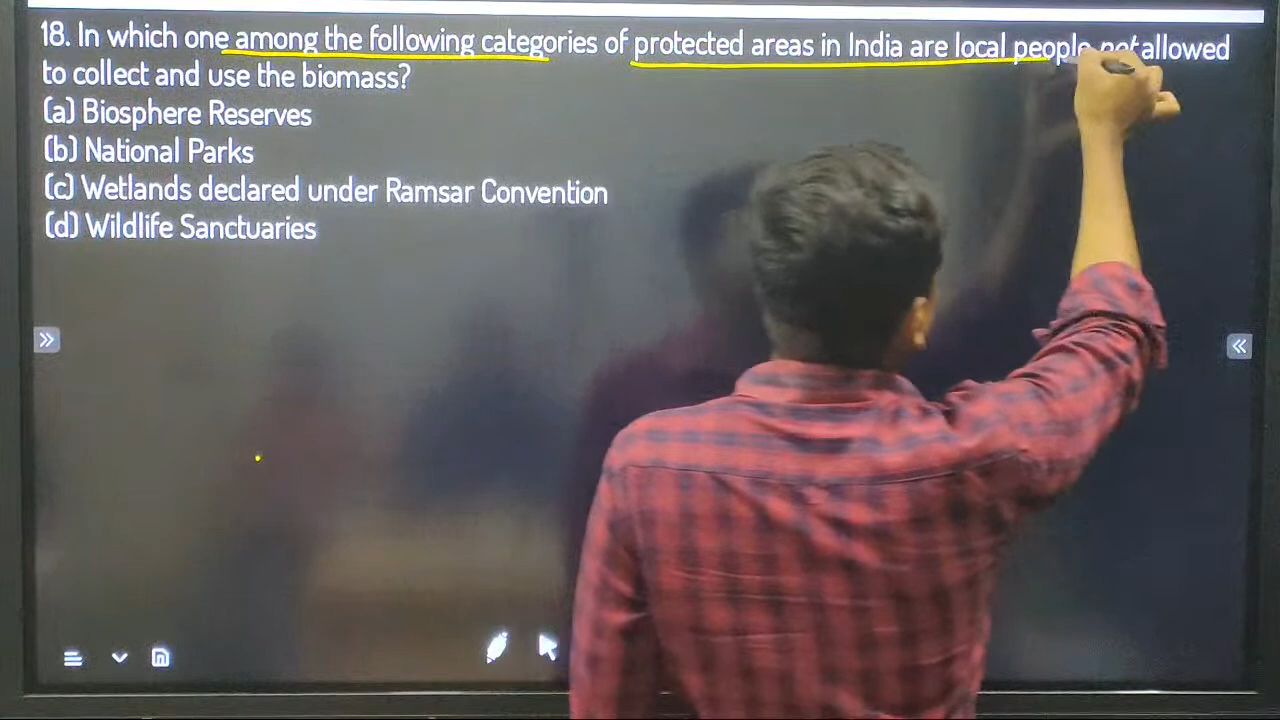 18. In which one among the following categories of protected areas in India are local people not allowed
to collect and use the biomass?
(a) Biosphere Reserves
(b) National Parks
(c) Wetlands declared under Ramsar Convention
(d) Wildlife Sanctuaries